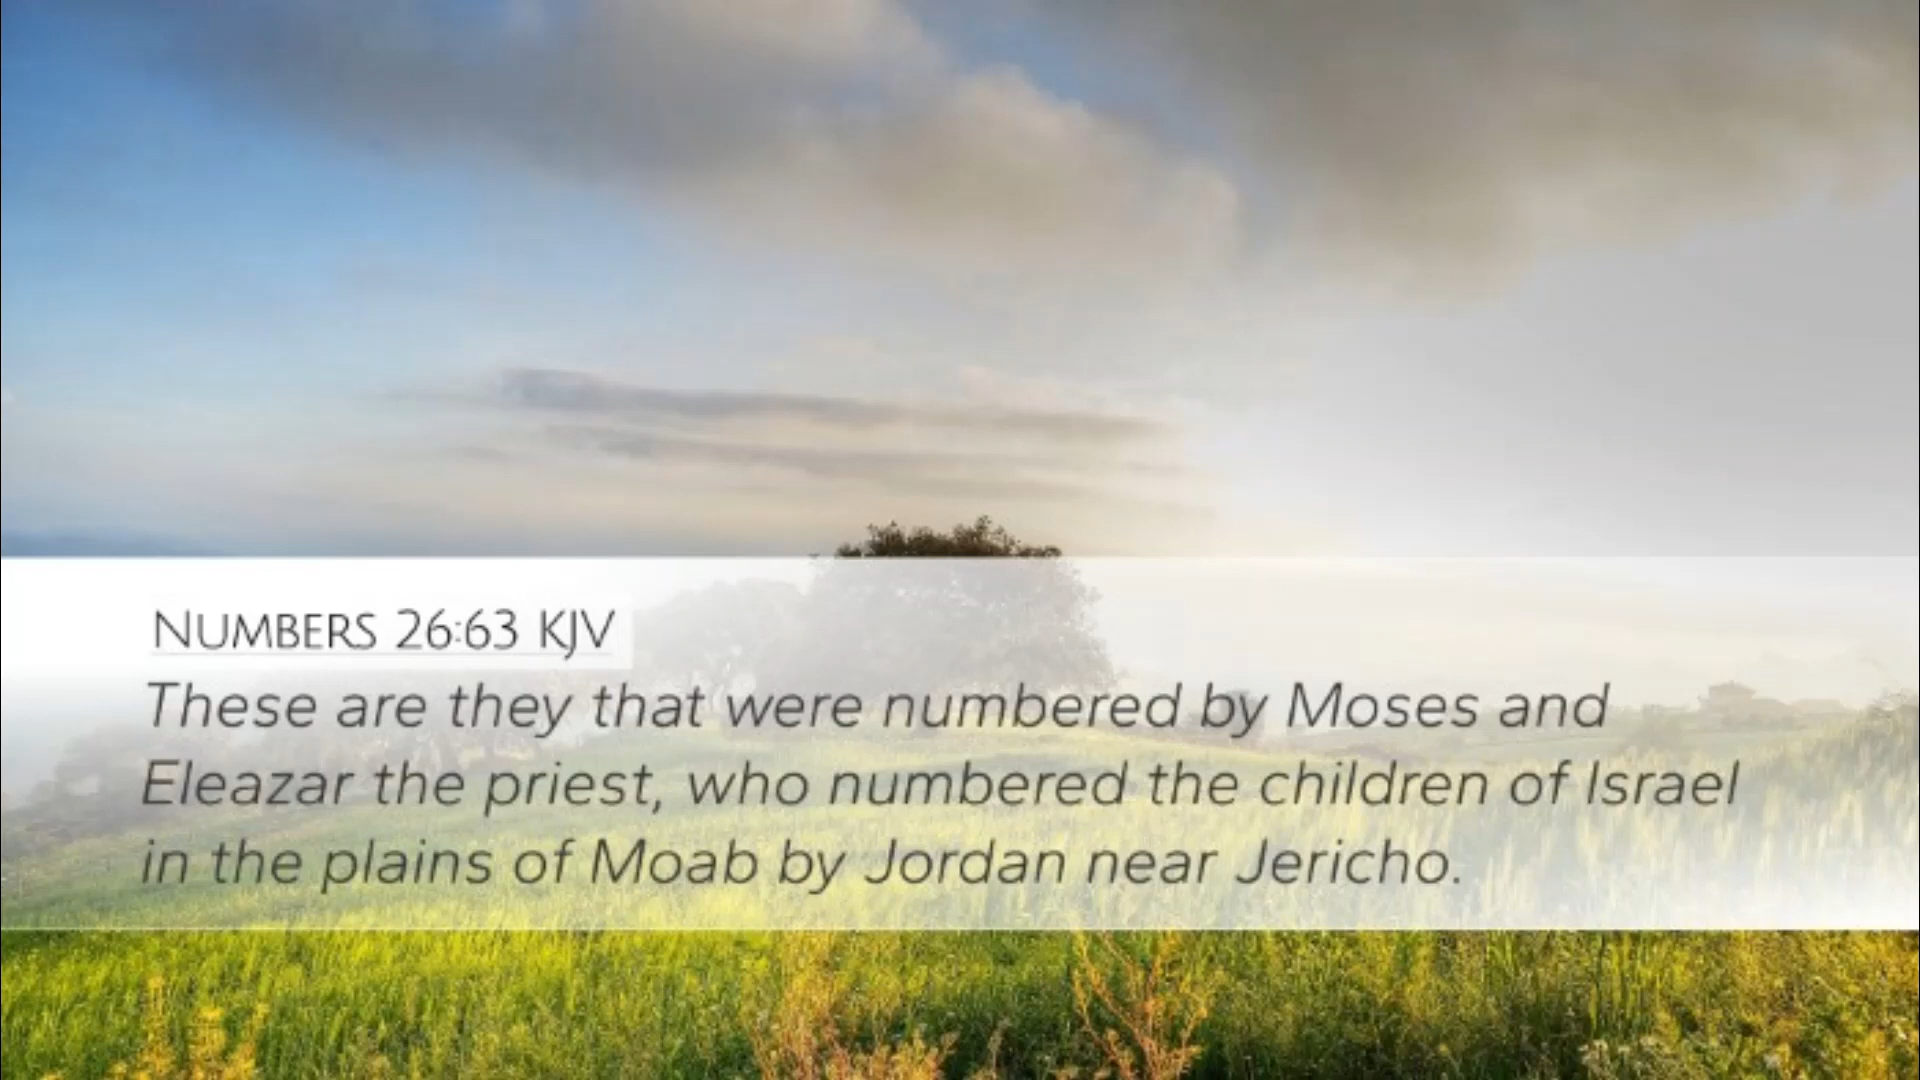 Numbers 26:63 KJV
These are they that were numbered by Moses and
Eleazar the priest, who numbered the children of Israel
in the plains of Moab by Jordan near Jericho.